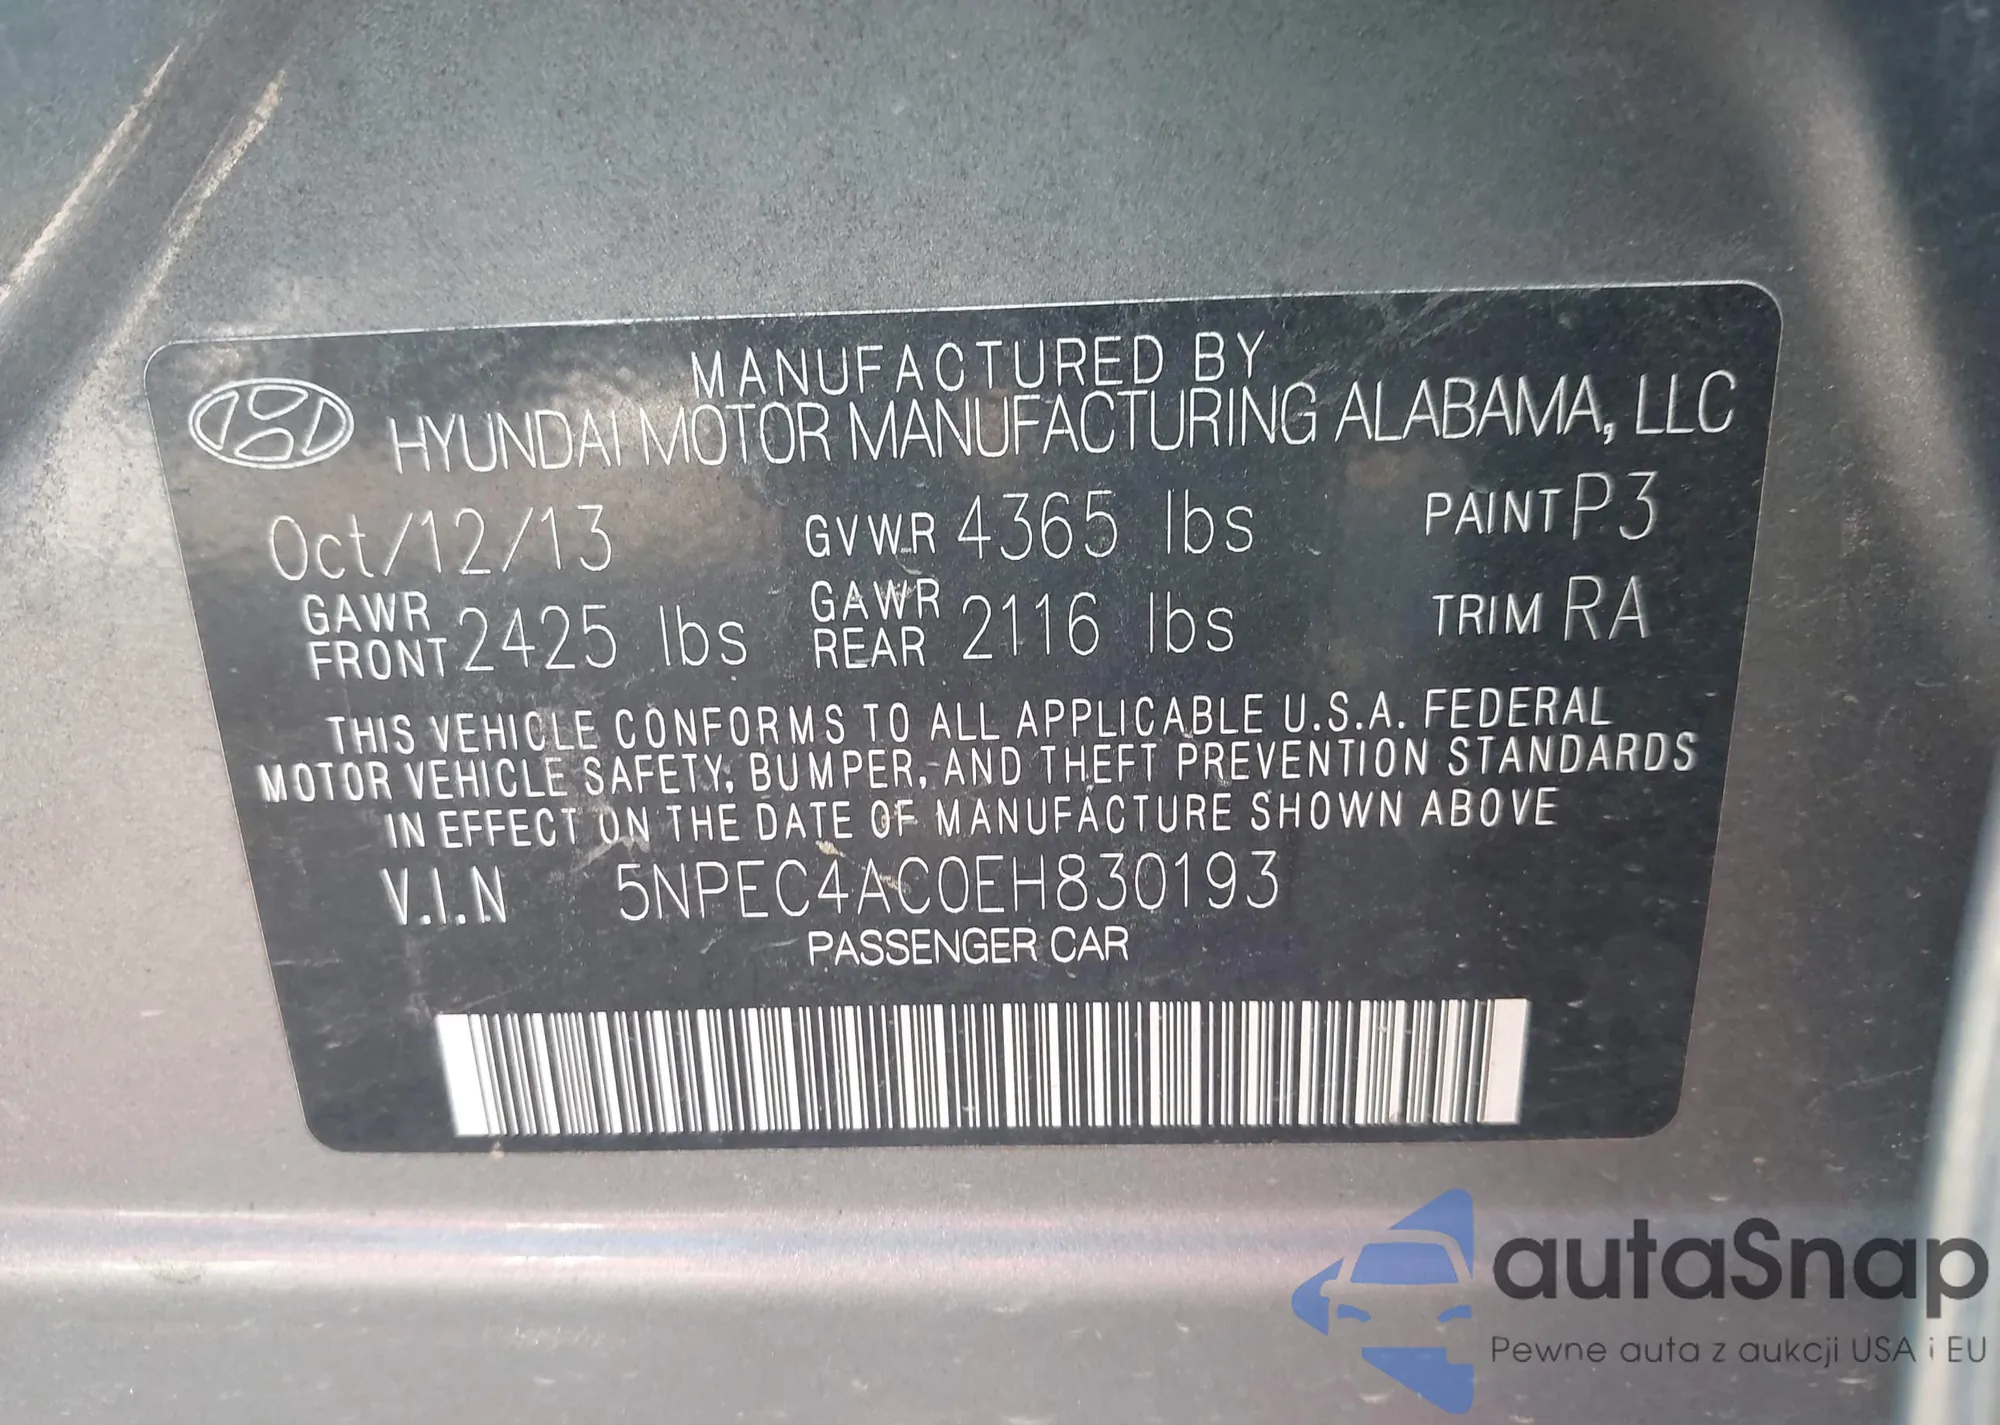 MANUFACTURED BY
HYUNDAI MOTOR MANUFACTURING ALABAMA, LLC
Oct/12/13 GVWR 4365 lbs PAINT P3
GAWR FRONT 2425 lbs GAWR REAR 2116 lbs TRIM RA
THIS VEHICLE CONFORMS TO ALL APPLICABLE U.S.A. FEDERAL
MOTOR VEHICLE SAFETY, BUMPER, AND THEFT PREVENTION STANDARDS
IN EFFECT ON THE DATE OF MANUFACTURE SHOWN ABOVE
V.I.N 5NPEC4AC0EH830193
PASSENGER CAR
autaSnap
Pewne auta z aukcji USA i EU